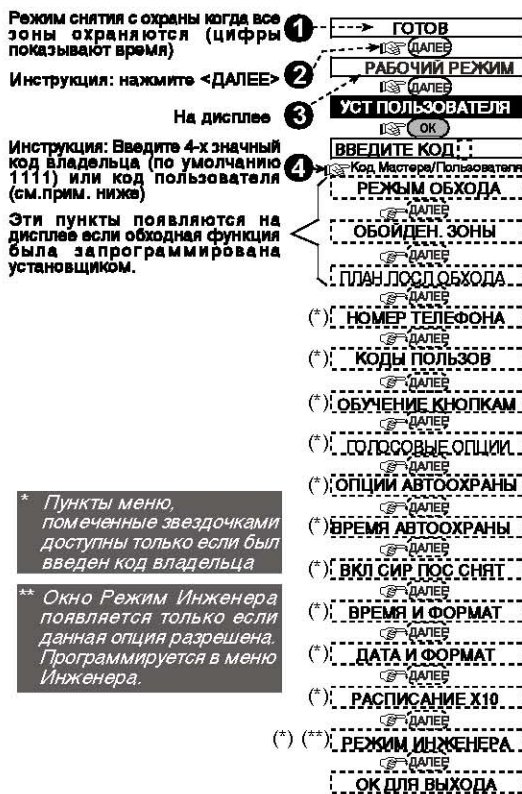 Режим снятия с охраны когда все
зоны охраняются (цифры
показывают время)
Инструкция: нажмите <ДАЛЕЕ>
На дисплее
Инструкция: Введите 4-х значный
код владельца (по умолчанию
1111) или код пользователя
(см.прим. ниже)
Эти пункты появляются на
дисплее если обходная функция
была запрограммирована
установщиком.
* Пункты меню,
помеченные звездочками
доступны только если был
введен код владельца
** Окно Режим Инженера
появляется только если
данная опция разрешена.
Программируется в меню
Инженера.
1 ГОТОВ
2 ДАЛЕЕ
3 РАБОЧИЙ РЕЖИМ
ДАЛЕЕ
УСТ ПОЛЬЗОВАТЕЛЯ
ОК
ВВЕДИТЕ КОД
4 Код Мастера/Пользователя
РЕЖЫМ ОБХОДА
ДАЛЕЕ
ОБОЙДЕН. ЗОНЫ
ДАЛЕЕ
ПЛАН ПОСЛ ОБХОДА
ДАЛЕЕ
(*) НОМЕР ТЕЛЕФОНА
ДАЛЕЕ
(*) КОДЫ ПОЛЬЗОВ
ДАЛЕЕ
(*) ОБУЧЕНИЕ КНОПКАМ
ДАЛЕЕ
(*) ГОЛОСОВЫЕ ОПЦИИ
ДАЛЕЕ
(*) ОПЦИИ АВТООХРАНЫ
ДАЛЕЕ
(*) ВРЕМЯ АВТООХРАНЫ
ДАЛЕЕ
(*) ВКЛ СИР ПОС СНЯТ
ДАЛЕЕ
(*) ВРЕМЯ И ФОРМАТ
ДАЛЕЕ
(*) ДАТА И ФОРМАТ
ДАЛЕЕ
(*) РАСПИСАНИЕ X10
ДАЛЕЕ
(*) (**) РЕЖИМ ИНЖЕНЕРА
ДАЛЕЕ
ОК ДЛЯ ВЫХОДА